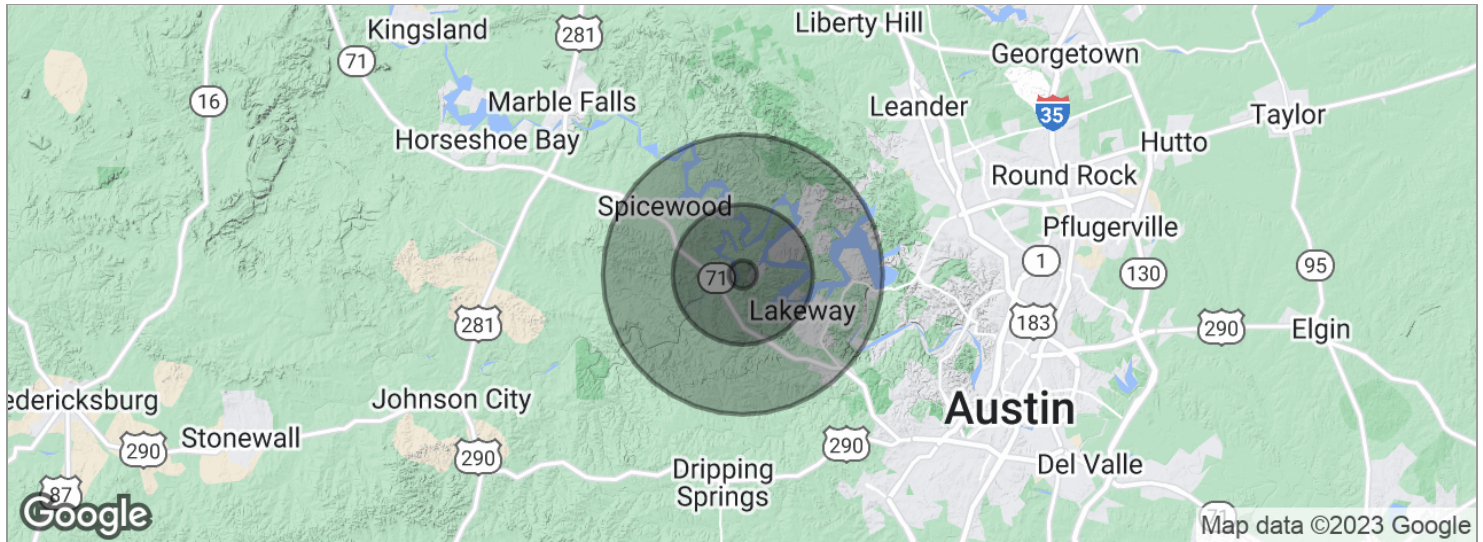 Kingsland
Liberty Hill
281
Georgetown
71
16
Marble Falls
Leander
35
Taylor
Horseshoe Bay
Hutto
Round Rock
Spicewood
Pflugerville
1
130
95
71
Lakeway
281
183
290
Elgin
edericksburg
Johnson City
Austin
Stonewall
290
290
290
Dripping
Springs
Del Valle
87
71
Google
Map data ©2023 Google